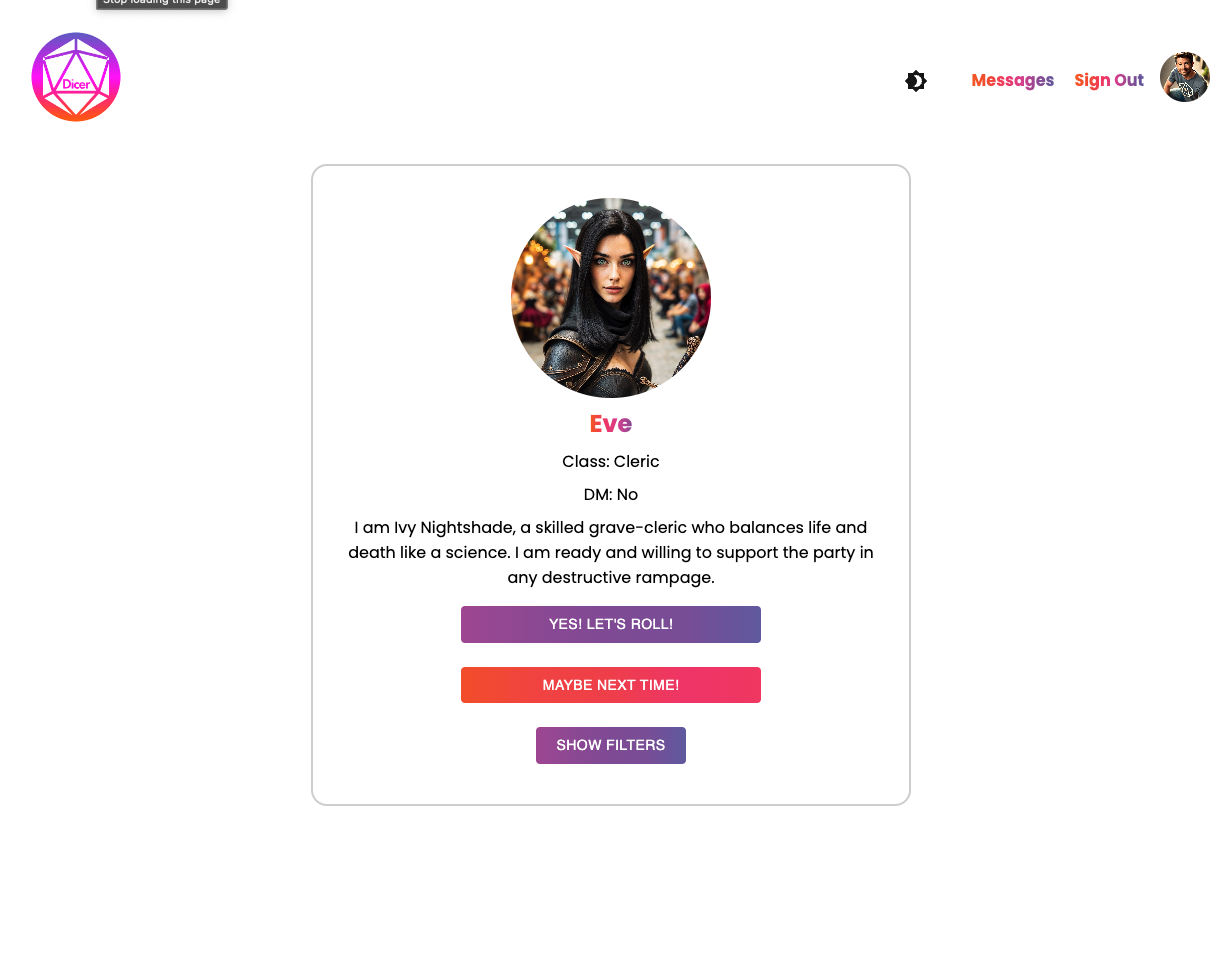 Stop loading this page
Dicer
Messages
Sign Out
Eve
Class: Cleric
DM: No
I am Ivy Nightshade, a skilled grave-cleric who balances life and
death like a science. I am ready and willing to support the party in
any destructive rampage.
YES! LET'S ROLL!
MAYBE NEXT TIME!
SHOW FILTERS